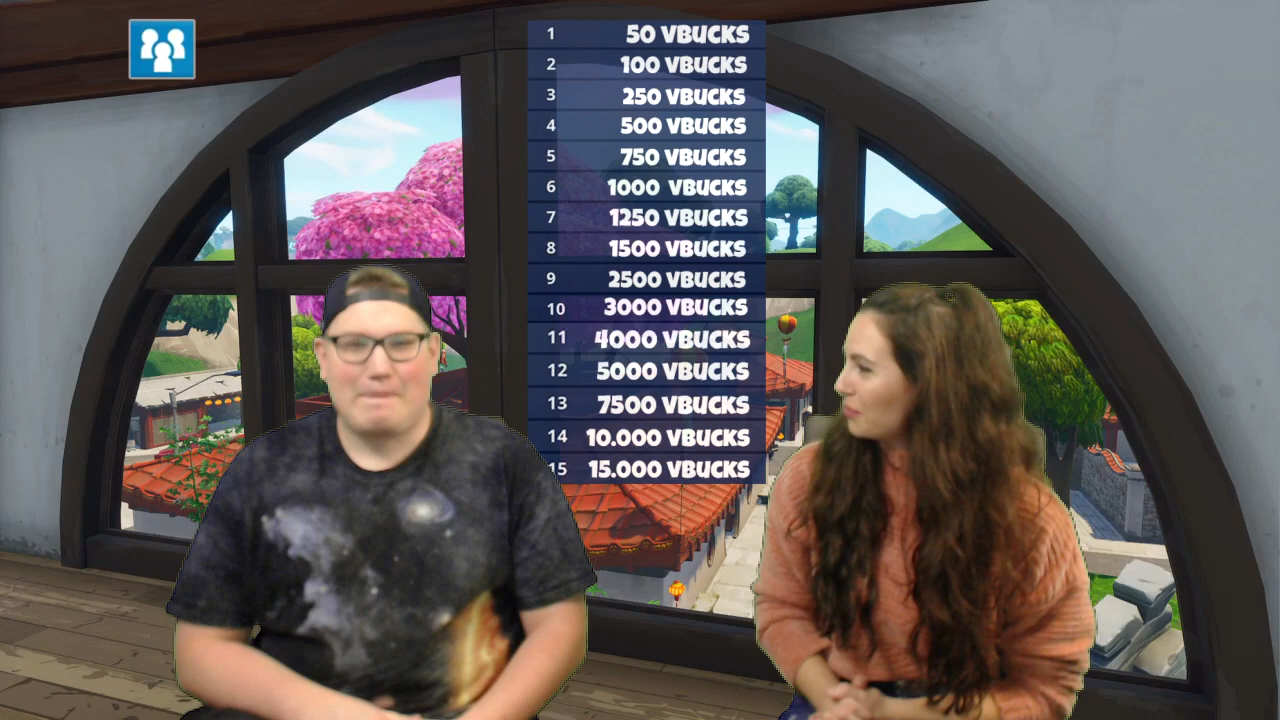 1 50 VBUCKS
2 100 VBUCKS
3 250 VBUCKS
4 500 VBUCKS
5 750 VBUCKS
6 1000 VBUCKS
7 1250 VBUCKS
8 1500 VBUCKS
9 2500 VBUCKS
10 3000 VBUCKS
11 4000 VBUCKS
12 5000 VBUCKS
13 7500 VBUCKS
14 10.000 VBUCKS
15 15.000 VBUCKS